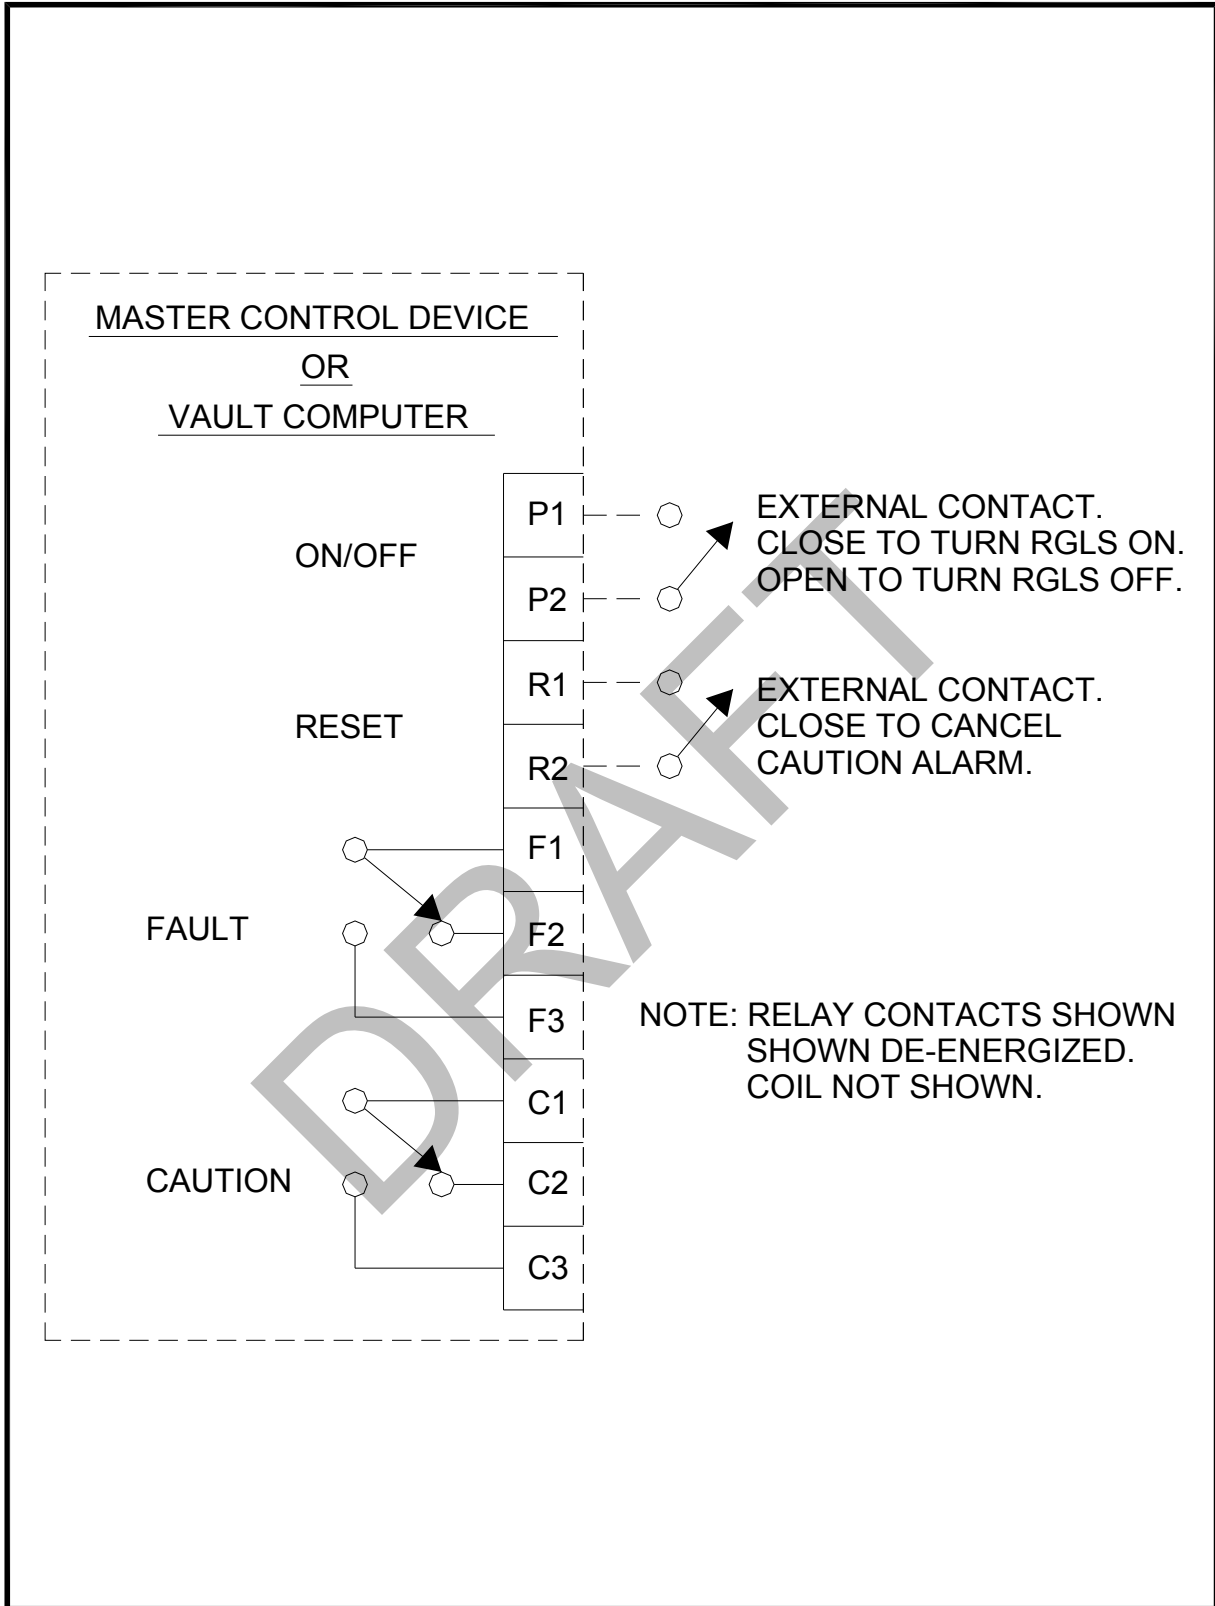 MASTER CONTROL DEVICE
OR
VAULT COMPUTER
P1
ON/OFF
P2
EXTERNAL CONTACT.
CLOSE TO TURN RGLS ON.
OPEN TO TURN RGLS OFF.
R1
RESET
R2
EXTERNAL CONTACT.
CLOSE TO CANCEL
CAUTION ALARM.
F1
FAULT
F2
F3
NOTE: RELAY CONTACTS SHOWN
SHOWN DE-ENERGIZED.
COIL NOT SHOWN.
C1
CAUTION
C2
C3
DRAFT